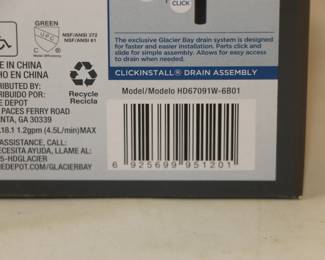 CLICK
GREEN
NSF/ANSI 372
NSF/ANSI 61
The exclusive Glacier Bay drain system is designed
for faster and easier installation. Parts click and
slide for simple assembly. Allows for easy access
to drain when needed.
CLICKINSTALL® DRAIN ASSEMBLY
E IN CHINA
HO EN CHINA
RIBUTED BY:
RIBUIDO POR:
E DEPOT
PACES FERRY ROAD
NTA, GA 30339
Recycle
Recicla
.18.1 1.2gpm (4.5L/min)MAX
ASSISTANCE, CALL:
ECESITA AYUDA, LLAME AL:
5-HDGLACIER
EDEPOT.COM/GLACIERBAY
Model/Modelo HD67091W-6B01
6 925699 951201